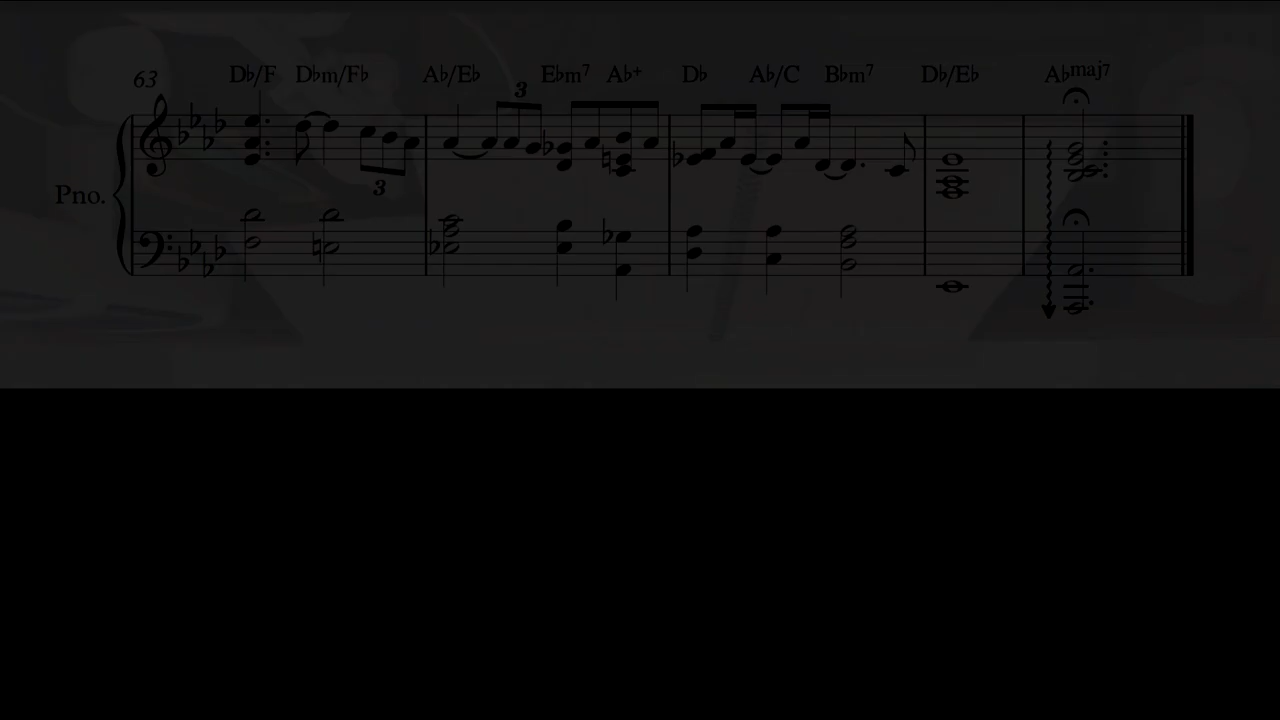 63 D♭/F D♭m/F♭ A♭/E♭ E♭m7 A♭+ D♭ A♭/C B♭m7 D♭/E♭ A♭maj7
3
Pno.
3